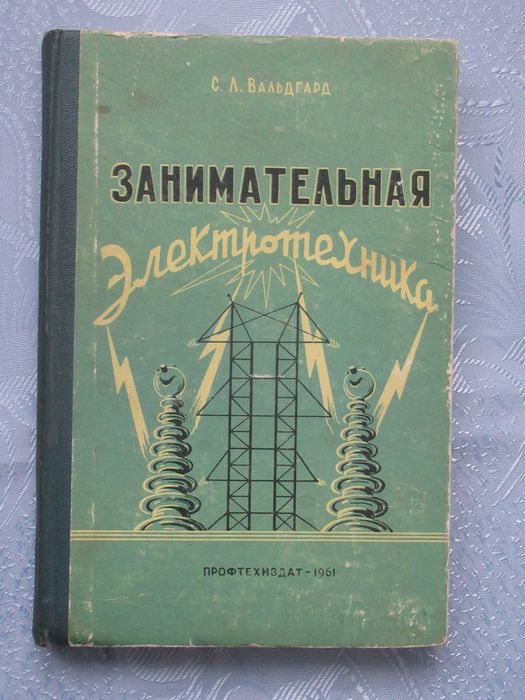 С. Л. Вальдгард
ЗАНИМАТЕЛЬНАЯ
Электротехника
ПРОФТЕХИЗДАТ – 1961